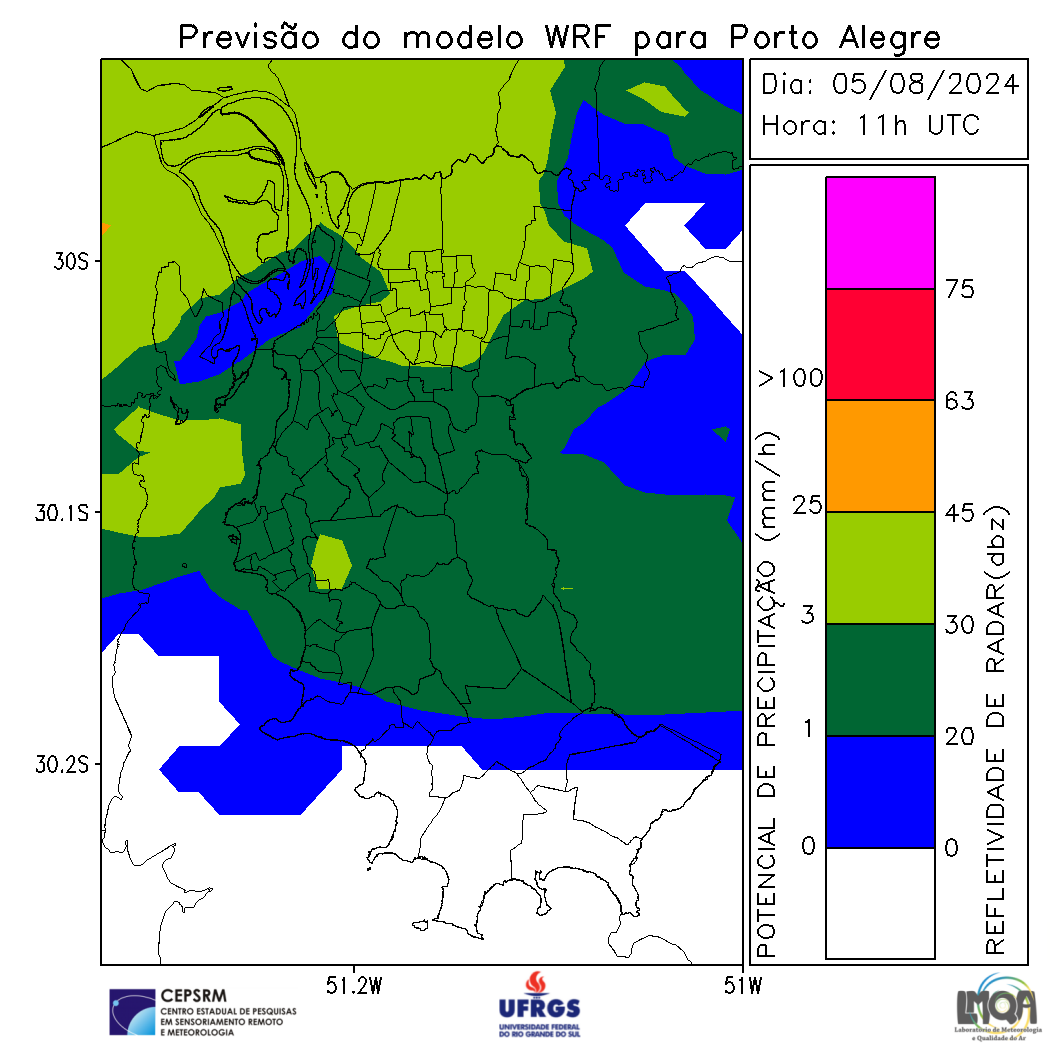 Previsão do modelo WRF para Porto Alegre
Dia: 05/08/2024
Hora: 11h UTC
30S
30.1S
30.2S
51.2W
51W
POTENCIAL DE PRECIPITAÇÃO (mm/h)
>100
25
3
1
0
75
63
45
30
20
0
REFLETIVIDADE DE RADAR(dbz)
CEPSRM
CENTRO ESTADUAL DE PESQUISAS
EM SENSORIAMENTO REMOTO
E METEOROLOGIA
UFRGS
UNIVERSIDADE FEDERAL
DO RIO GRANDE DO SUL
LMQA
Laboratório de Meteorologia
e Qualidade do Ar